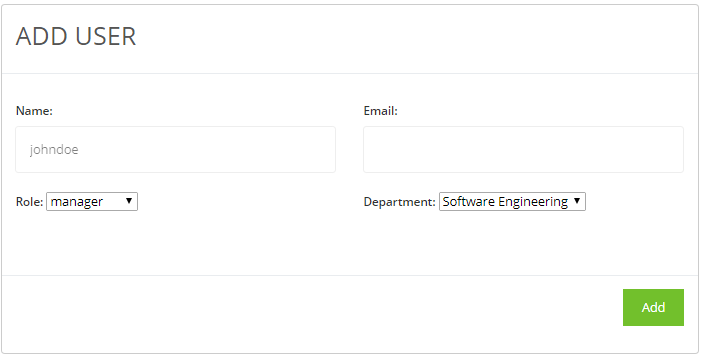 ADD USER
Name: Email:
johndoe
Role: manager Department: Software Engineering
Add